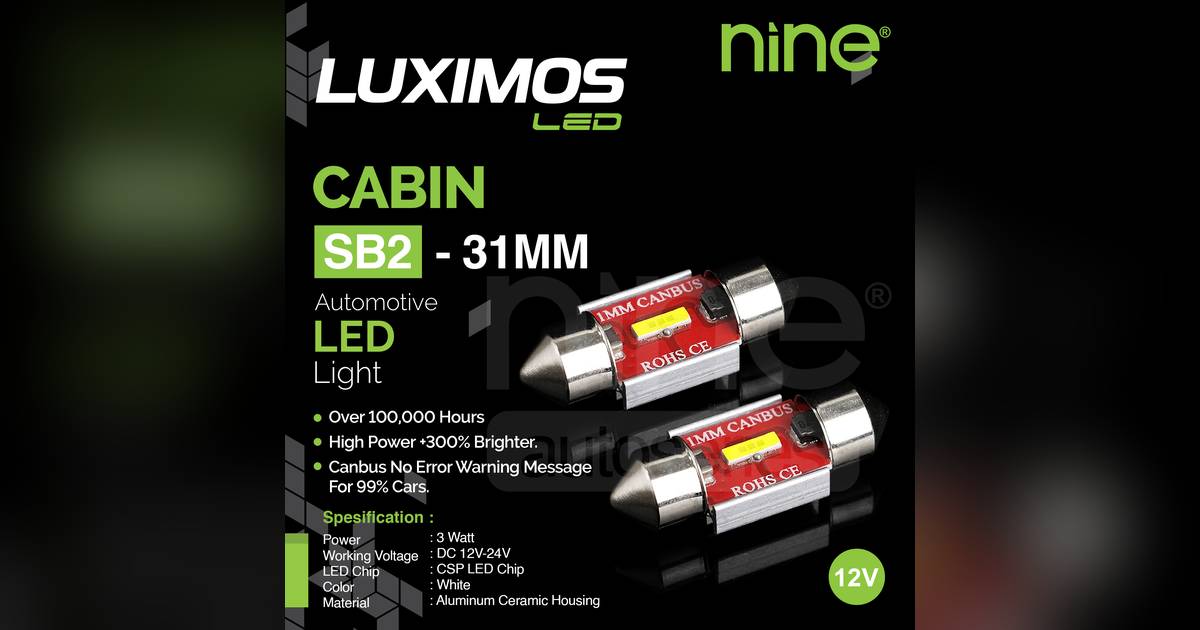 nine®
LUXIMOS
LED
CABIN
SB2 - 31MM
Automotive
LED
Light
1MM CANBUS
ROHS CE
1MM CANBUS
ROHS CE
nine®
autoseries
Over 100,000 Hours
High Power +300% Brighter.
Canbus No Error Warning Message
For 99% Cars.
Spesification :
Power : 3 Watt
Working Voltage : DC 12V-24V
LED Chip : CSP LED Chip
Color : White
Material : Aluminum Ceramic Housing
12V